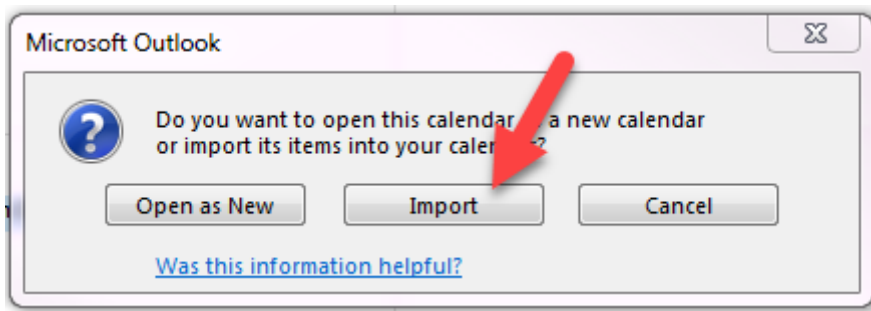 Microsoft Outlook
Do you want to open this calendar a new calendar
or import its items into your
Open as New
Import
Cancel
Was this information helpful?